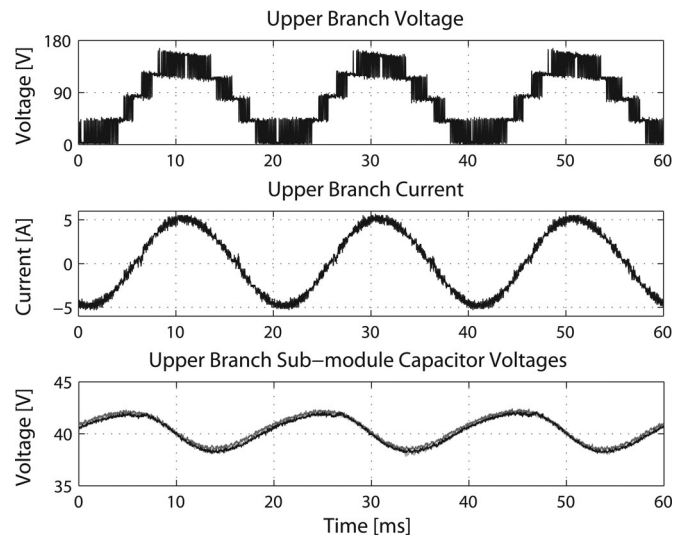 Upper Branch Voltage
180
90
0
Voltage [V]
0 10 20 30 40 50 60
Upper Branch Current
5
0
−5
Current [A]
0 10 20 30 40 50 60
Upper Branch Sub−module Capacitor Voltages
45
40
35
Voltage [V]
0 10 20 30 40 50 60
Time [ms]